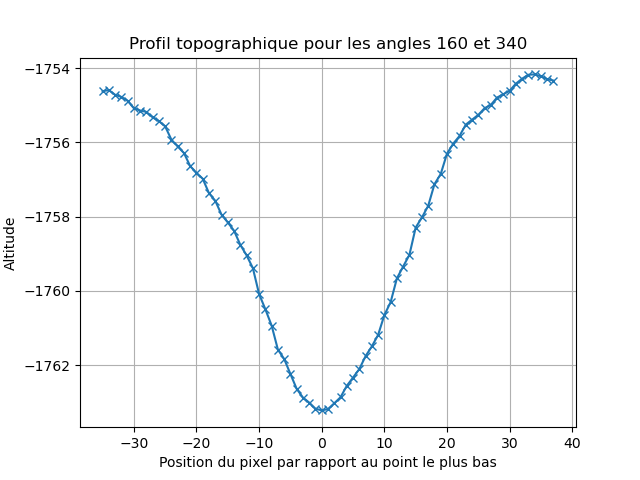 Profil topographique pour les angles 160 et 340
−1754
−1756
−1758
−1760
−1762
Altitude
−30 −20 −10 0 10 20 30 40
Position du pixel par rapport au point le plus bas